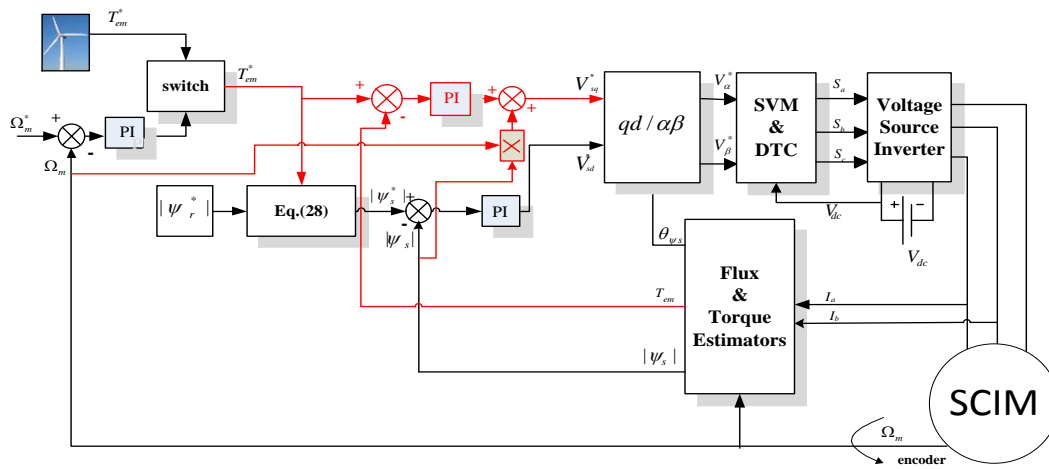 T*em
switch
T*em
Ω*m
+
-
PI
Ωm
+
-
PI
+
+
V*sq
V*sd
qd / αβ
V*α
V*β
SVM
&
DTC
Sa
Sb
Sc
Voltage
Source
Inverter
Vdc
+
-
Vdc
|ψ*r|
Eq.(28)
|ψ*s|
+
-
|ψs|
PI
θψs
Flux
&
Torque
Estimators
Tem
|ψs|
Ia
Ib
SCIM
Ωm
encoder